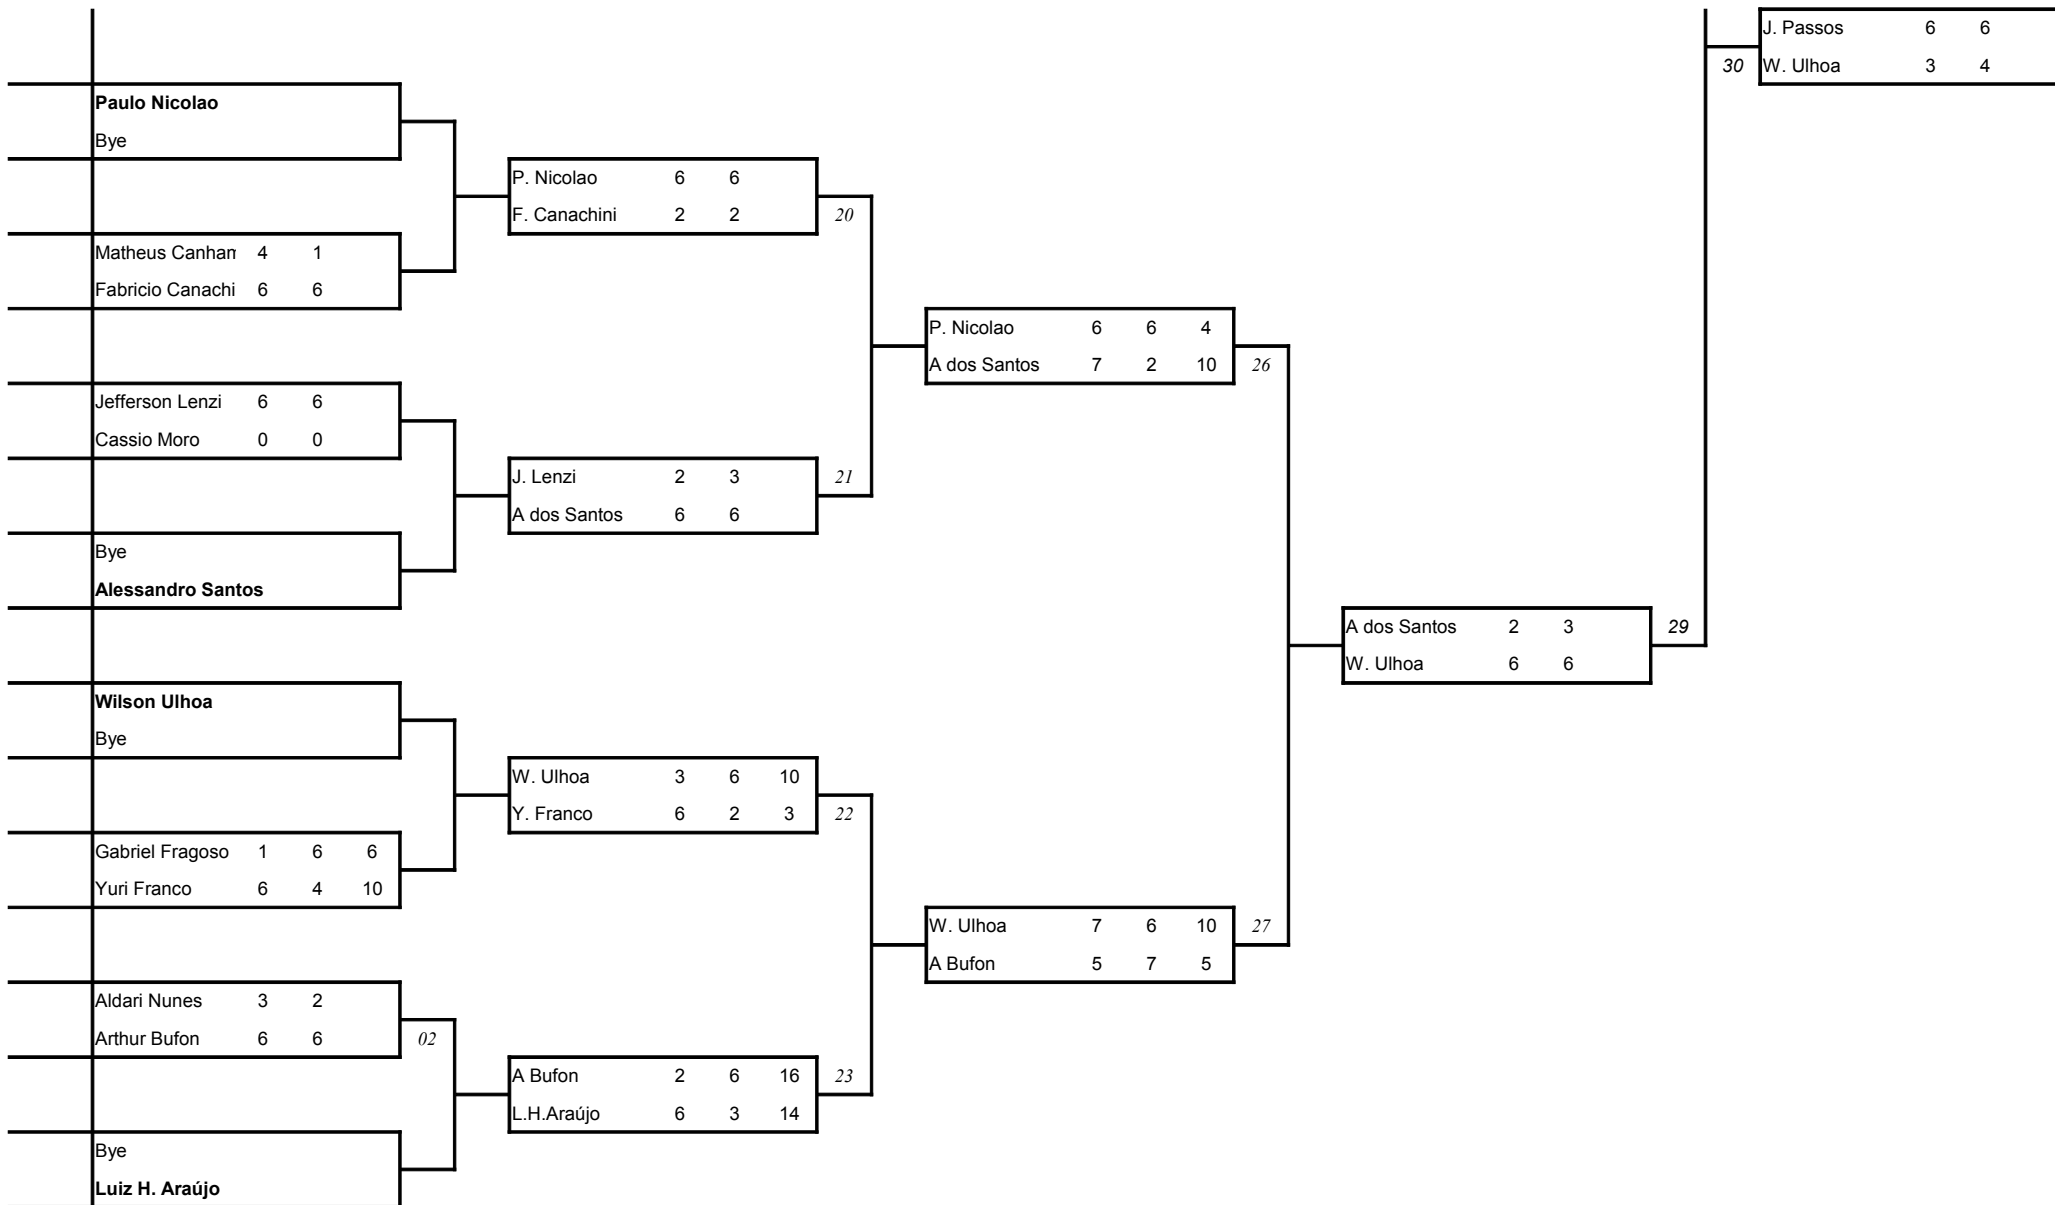 J. Passos 6 6
30 W. Ulhoa 3 4
Paulo Nicolao
Bye
P. Nicolao 6 6
F. Canachini 2 2 20
Matheus Canham 4 1
Fabricio Canachi 6 6
P. Nicolao 6 6 4
A dos Santos 7 2 10 26
Jefferson Lenzi 6 6
Cassio Moro 0 0
J. Lenzi 2 3 21
A dos Santos 6 6
Bye
Alessandro Santos
A dos Santos 2 3 29
W. Ulhoa 6 6
Wilson Ulhoa
Bye
W. Ulhoa 3 6 10
Y. Franco 6 2 3 22
Gabriel Fragoso 1 6 6
Yuri Franco 6 4 10
W. Ulhoa 7 6 10 27
A Bufon 5 7 5
Aldari Nunes 3 2
Arthur Bufon 6 6 02
A Bufon 2 6 16 23
L.H.Araújo 6 3 14
Bye
Luiz H. Araújo